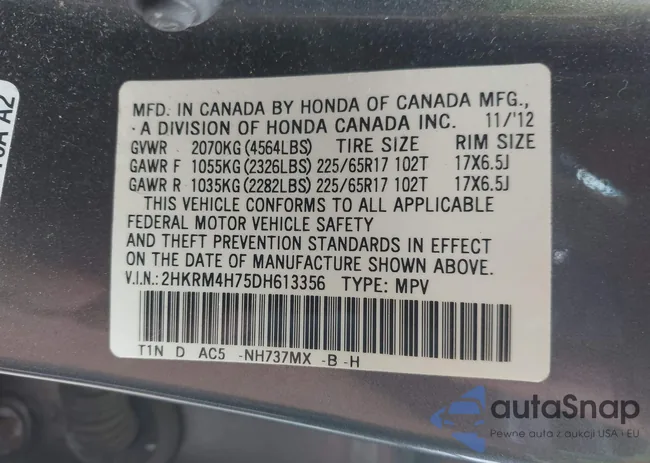 MFD. IN CANADA BY HONDA OF CANADA MFG.,
A DIVISION OF HONDA CANADA INC. 11/'12
GVWR 2070KG (4564LBS) TIRE SIZE RIM SIZE
GAWR F 1055KG (2326LBS) 225/65R17 102T 17X6.5J
GAWR R 1035KG (2282LBS) 225/65R17 102T 17X6.5J
THIS VEHICLE CONFORMS TO ALL APPLICABLE
FEDERAL MOTOR VEHICLE SAFETY
AND THEFT PREVENTION STANDARDS IN EFFECT
ON THE DATE OF MANUFACTURE SHOWN ABOVE.
V.I.N.: 2HKRM4H75DH613356 TYPE: MPV
T1N D AC5 -NH737MX -B -H
autaSnap
Pewne auta z aukcji USA i EU